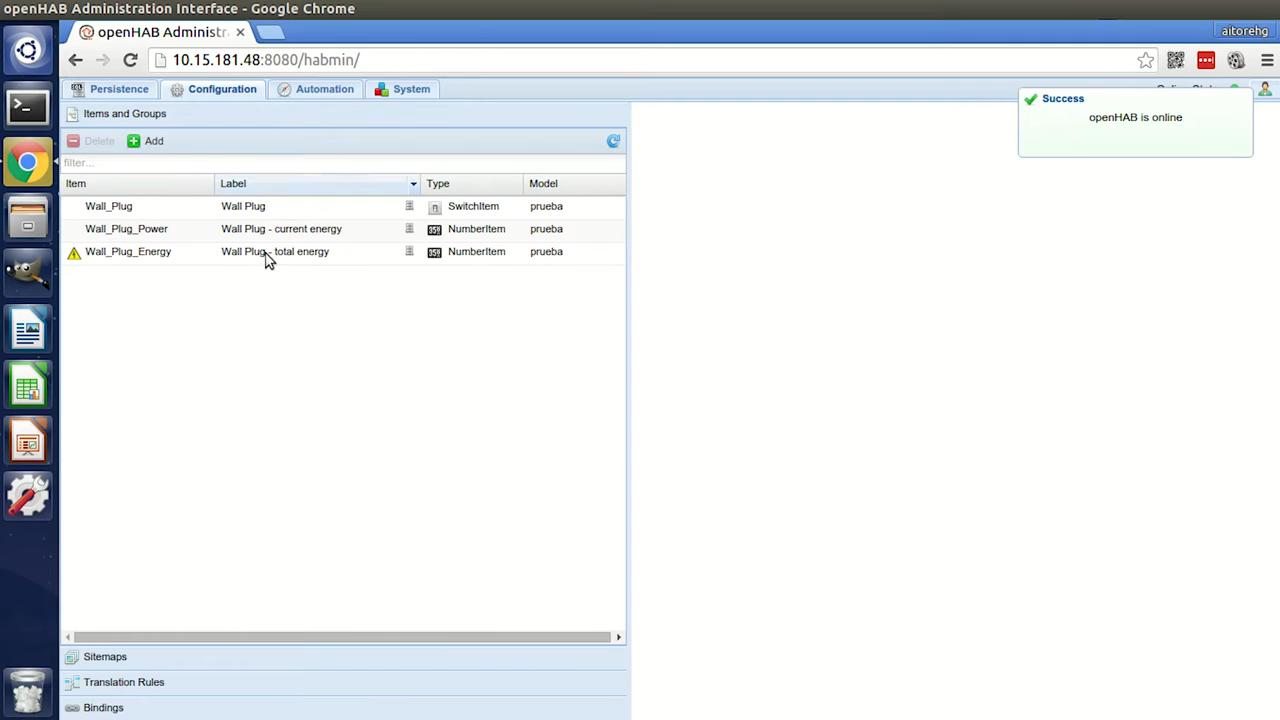 openHAB Administration Interface - Google Chrome
openHAB Administr
aitorehg
10.15.181.48:8080/habmin/
Persistence
Configuration
Automation
System
Items and Groups
Success
openHAB is online
Delete
Add
filter...
Item Label Type Model
Wall_Plug Wall Plug SwitchItem prueba
Wall_Plug_Power Wall Plug - current energy NumberItem prueba
Wall_Plug_Energy Wall Plug - total energy NumberItem prueba
Sitemaps
Translation Rules
Bindings